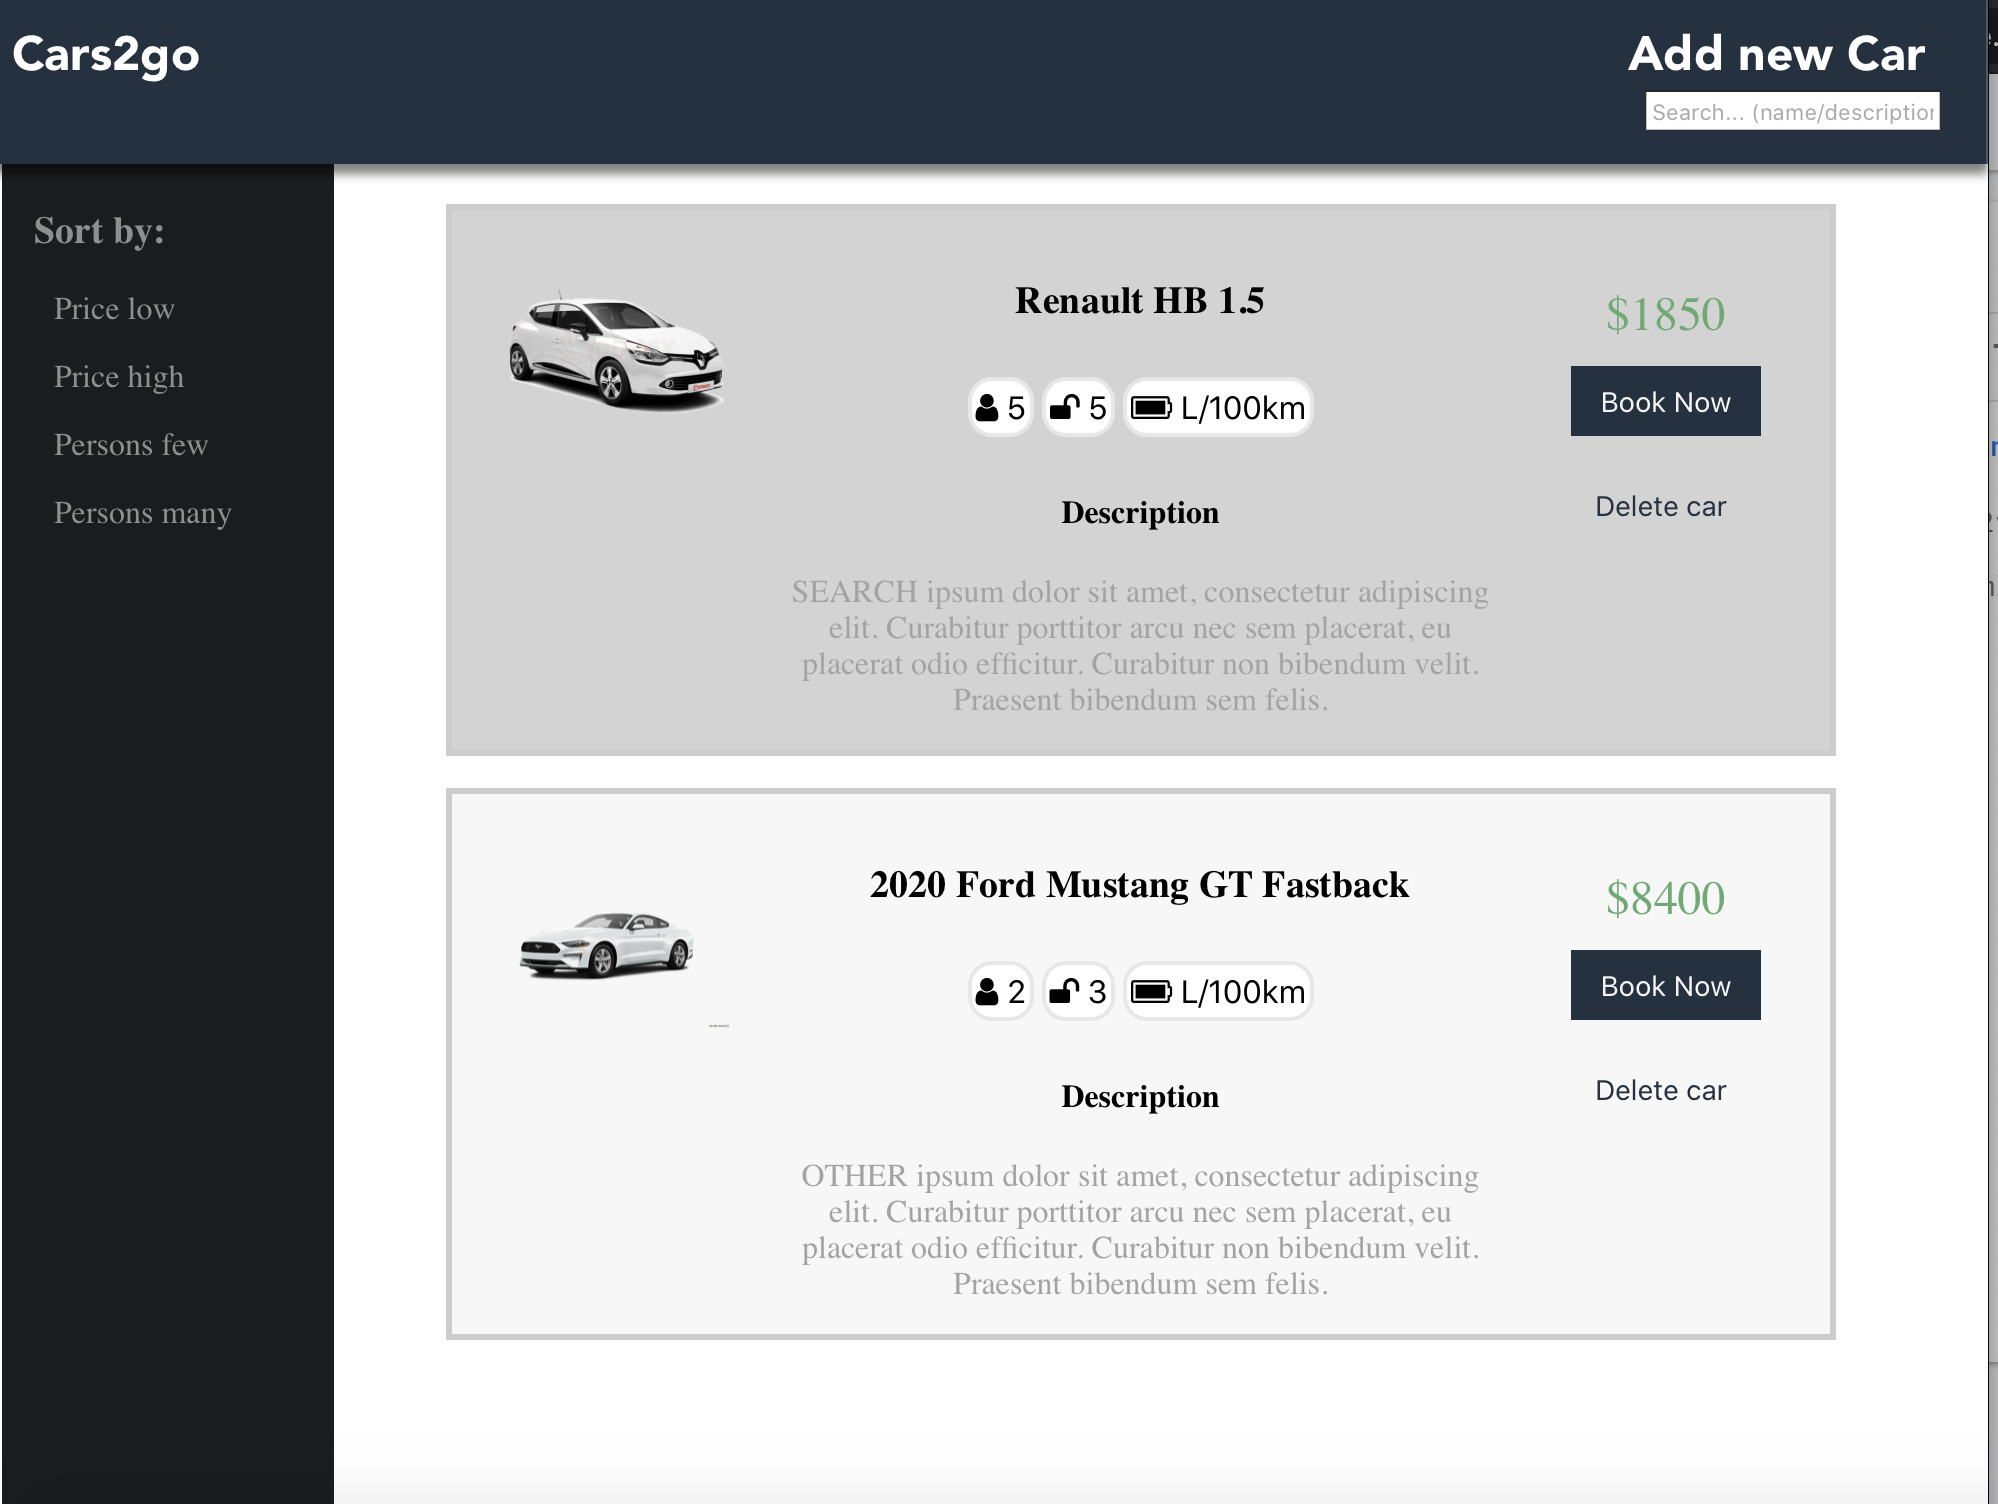 Cars2go
Add new Car
Search... (name/description
Sort by:
Price low
Price high
Persons few
Persons many
Renault HB 1.5
5
5
L/100km
Description
SEARCH ipsum dolor sit amet, consectetur adipiscing
elit. Curabitur porttitor arcu nec sem placerat, eu
placerat odio efficitur. Curabitur non bibendum velit.
Praesent bibendum sem felis.
$1850
Book Now
Delete car
2020 Ford Mustang GT Fastback
2
3
L/100km
Description
OTHER ipsum dolor sit amet, consectetur adipiscing
elit. Curabitur porttitor arcu nec sem placerat, eu
placerat odio efficitur. Curabitur non bibendum velit.
Praesent bibendum sem felis.
$8400
Book Now
Delete car